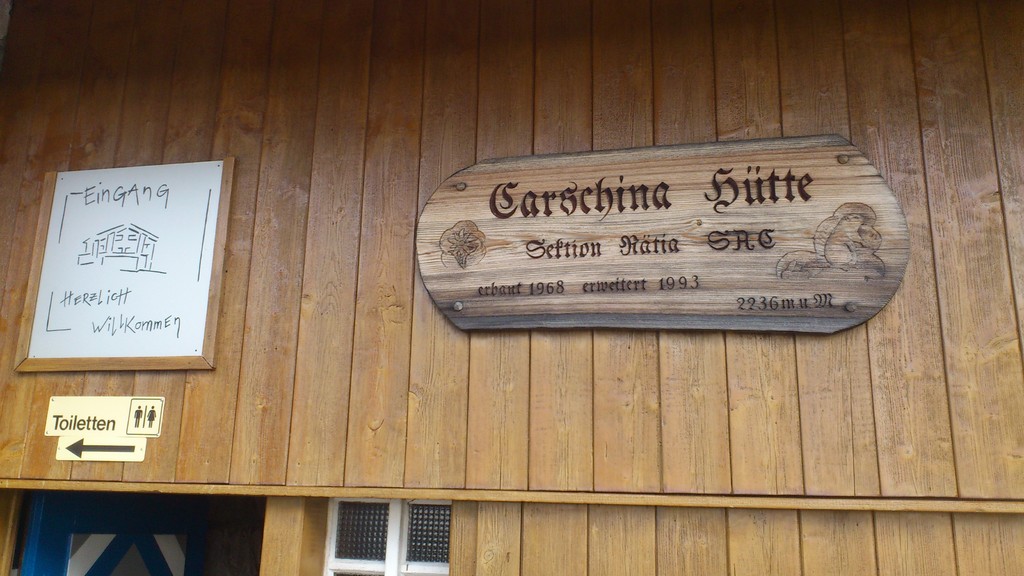 EINGANG
HERZLICH
WILLKOMMEN
Toiletten
Carschina Hütte
Sektion Rätia SAC
erbaut 1968 erweitert 1993
2236 m ü M